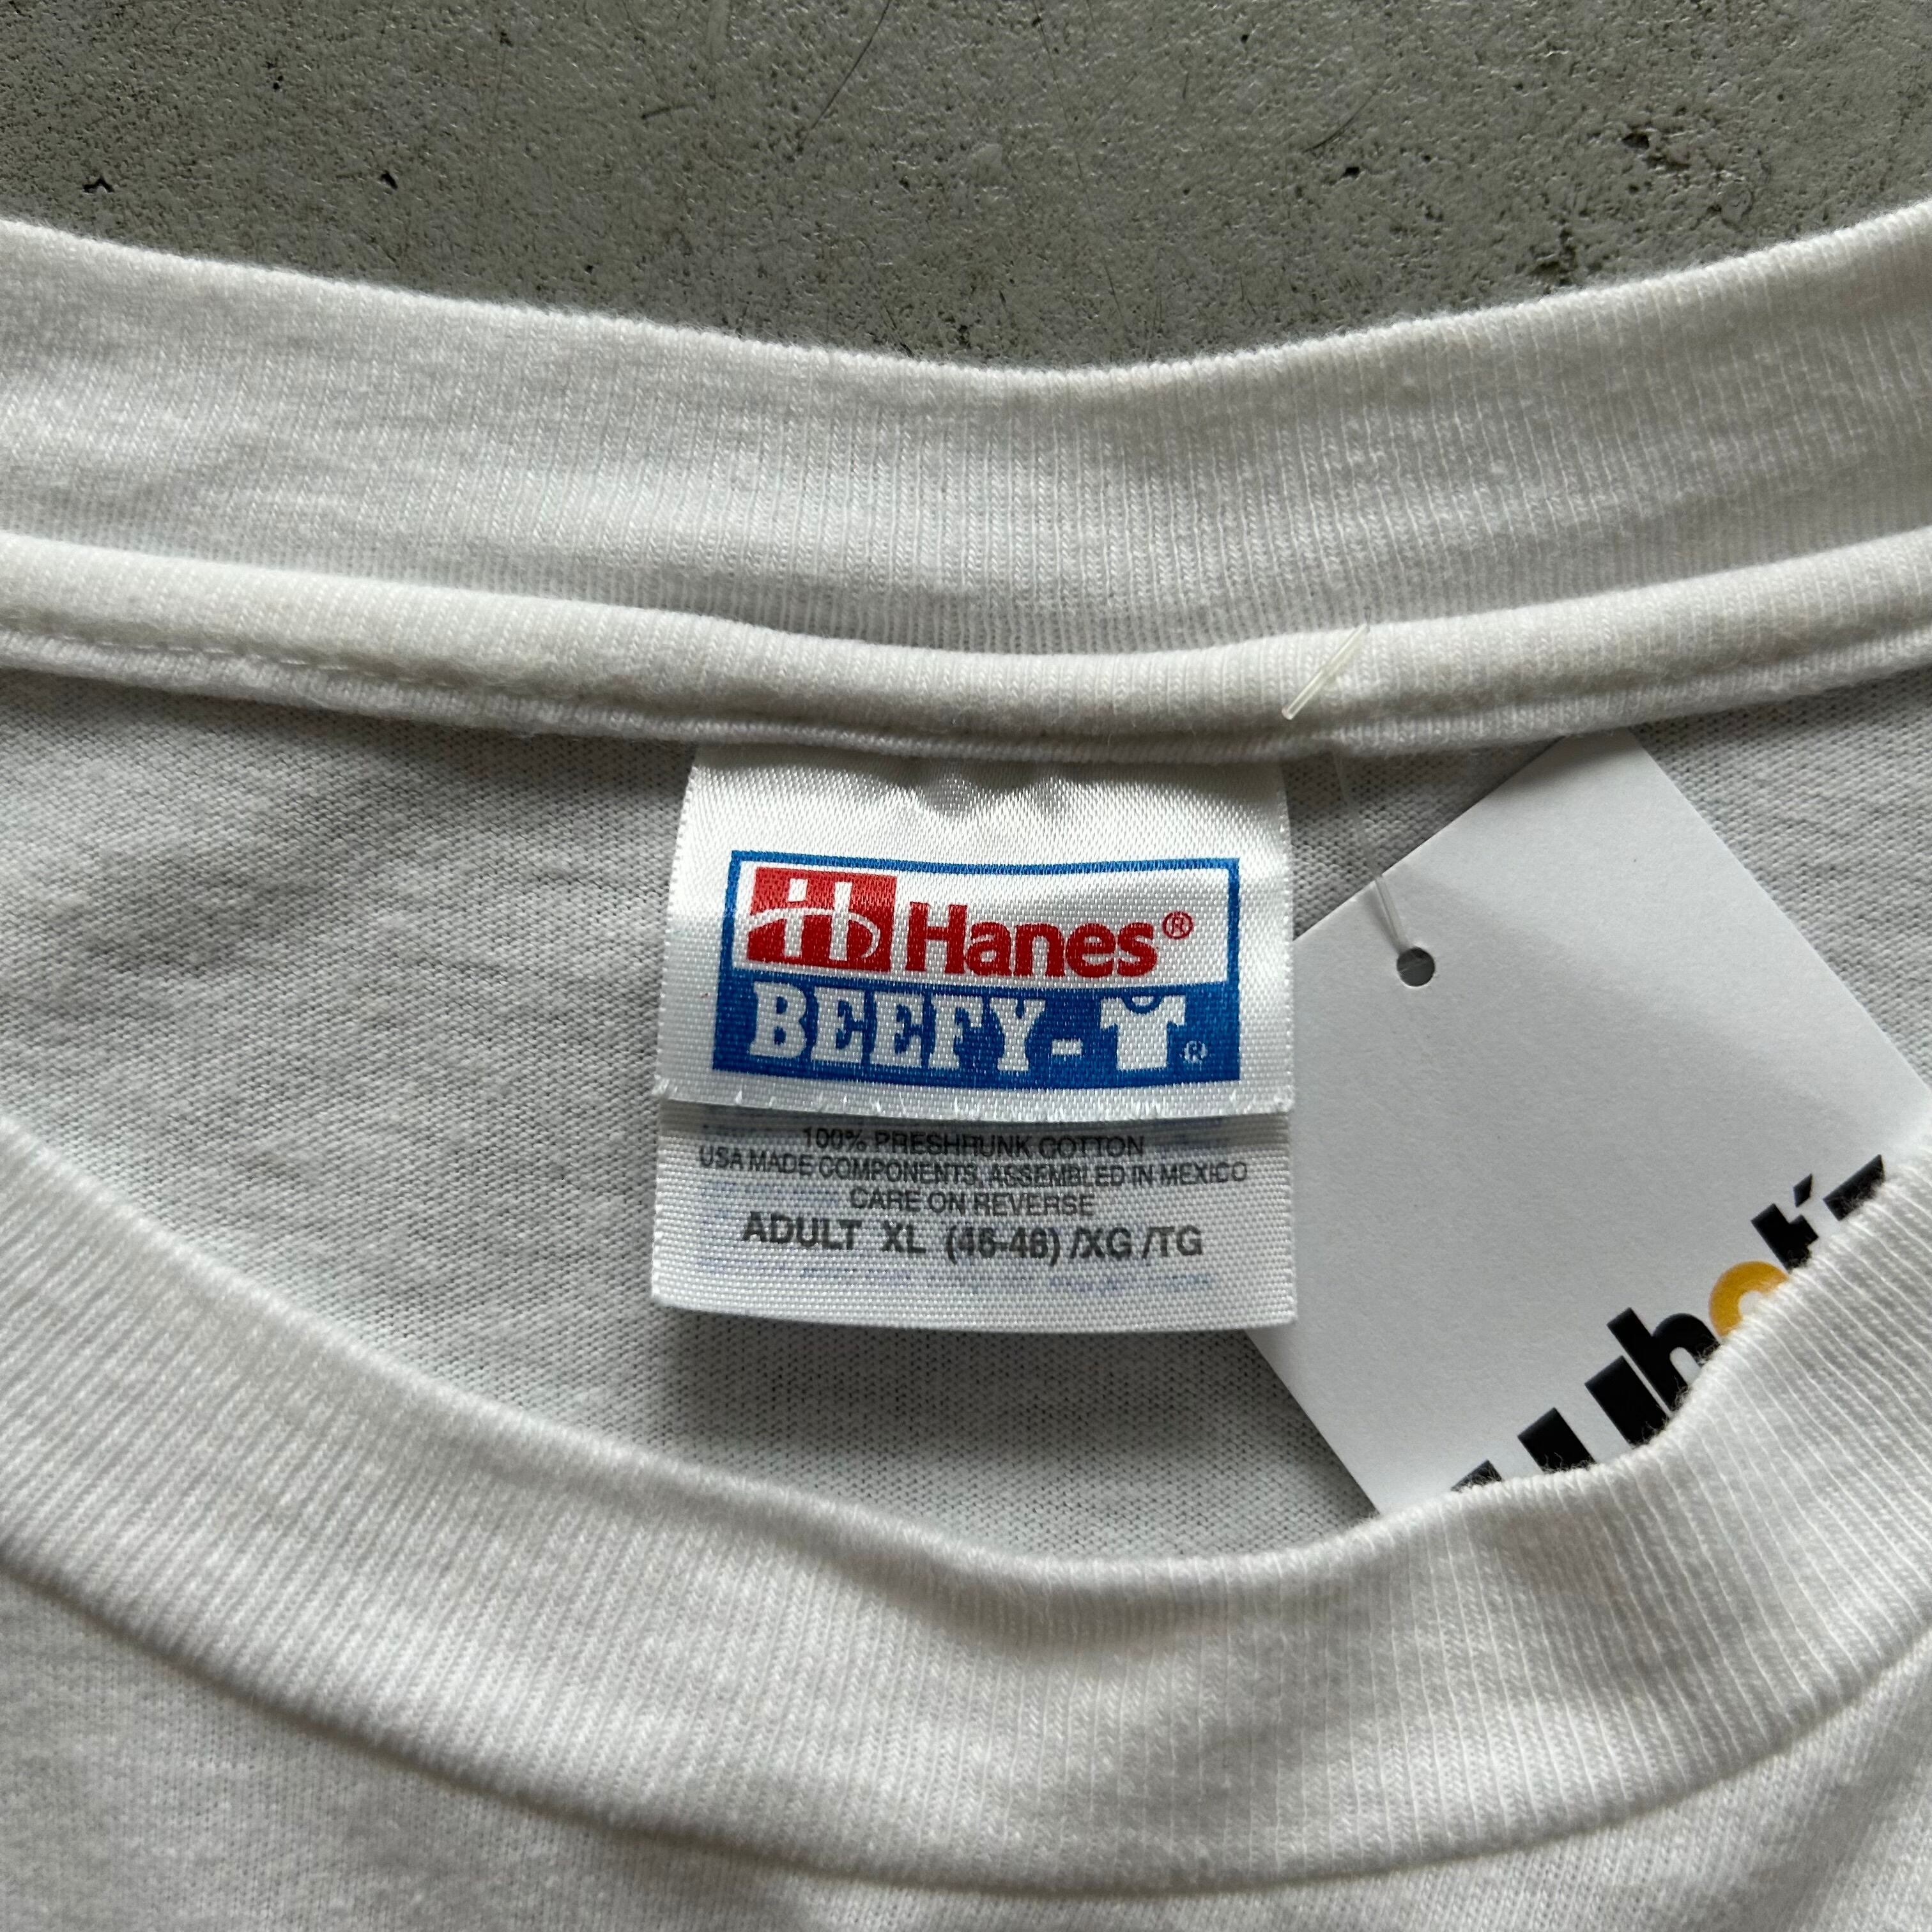 Hanes®
BEEFY-T®
100% PRESHRUNK COTTON
USA MADE COMPONENTS, ASSEMBLED IN MEXICO
CARE ON REVERSE
ADULT XL (46-48) /XG /TG